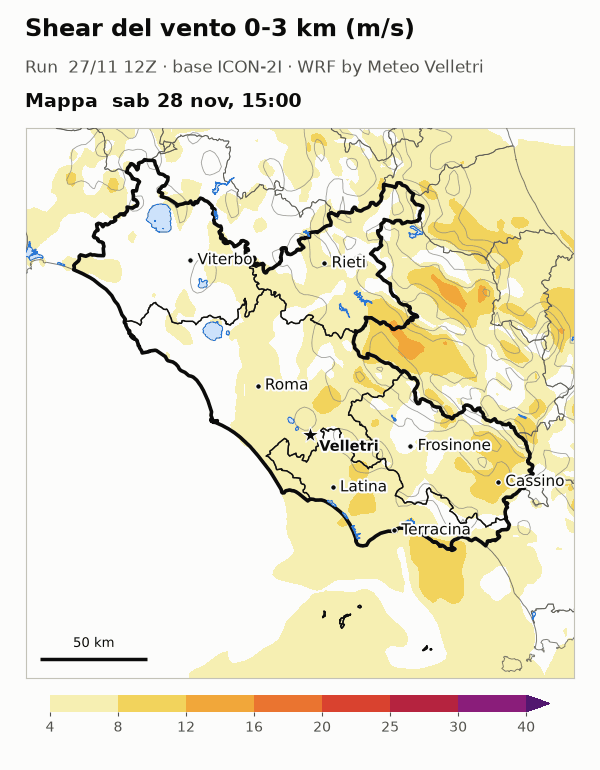 Shear del vento 0-3 km (m/s)
Run 27/11 12Z · base ICON-2I · WRF by Meteo Velletri
Mappa sab 28 nov, 15:00
Viterbo
Rieti
Roma
Velletri
Frosinone
Cassino
Latina
Terracina
50 km
4 8 12 16 20 25 30 40